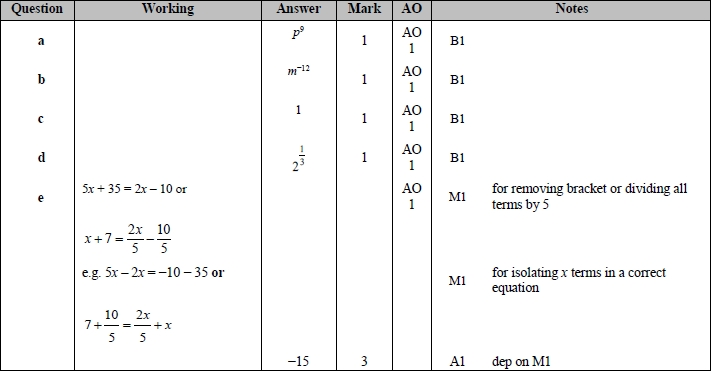 Question Working Answer Mark AO Notes
a p⁹ 1 AO 1 B1
b m⁻¹² 1 AO 1 B1
c 1 1 AO 1 B1
d 2^(1/3) 1 AO 1 B1
e 5x + 35 = 2x – 10 or AO 1 M1 for removing bracket or dividing all
terms by 5
x + 7 = 2x/5 – 10/5
e.g. 5x – 2x = –10 – 35 or M1 for isolating x terms in a correct
equation
7 + 10/5 = 2x/5 + x
–15 3 A1 dep on M1